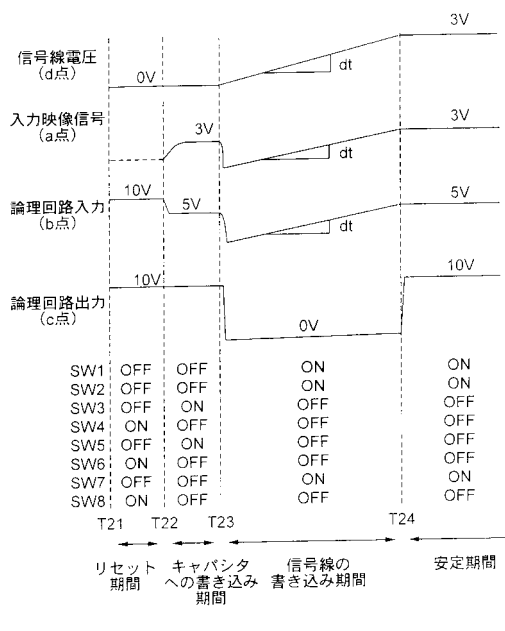 3V
信号線電圧
(d点)
0V
dt
入力映像信号
(a点)
3V
3V
dt
論理回路入力
(b点)
10V
5V
5V
dt
論理回路出力
(c点)
10V
0V
10V
SW1 OFF OFF ON ON
SW2 OFF OFF ON ON
SW3 OFF ON OFF OFF
SW4 ON OFF OFF OFF
SW5 OFF ON OFF OFF
SW6 ON OFF OFF OFF
SW7 OFF OFF ON ON
SW8 ON OFF OFF OFF
T21 T22 T23 T24
リセット キャパシタ 信号線の 安定期間
期間 への書き込み 書き込み期間
期間